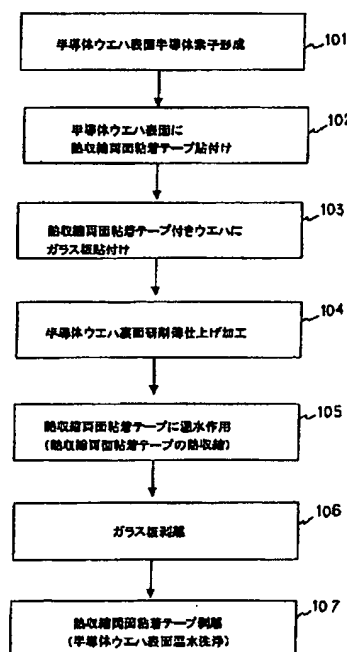 半導体ウエハ表面半導体素子形成
101
半導体ウエハ表面に
熱収縮両面粘着テープ貼付け
102
熱収縮両面粘着テープ付きウエハに
ガラス板貼付け
103
半導体ウエハ裏面研削薄仕上げ加工
104
熱収縮両面粘着テープに温水作用
(熱収縮両面粘着テープの熱収縮)
105
ガラス板剥離
106
熱収縮両面粘着テープ剥離
(半導体ウエハ表面温水洗浄)
107